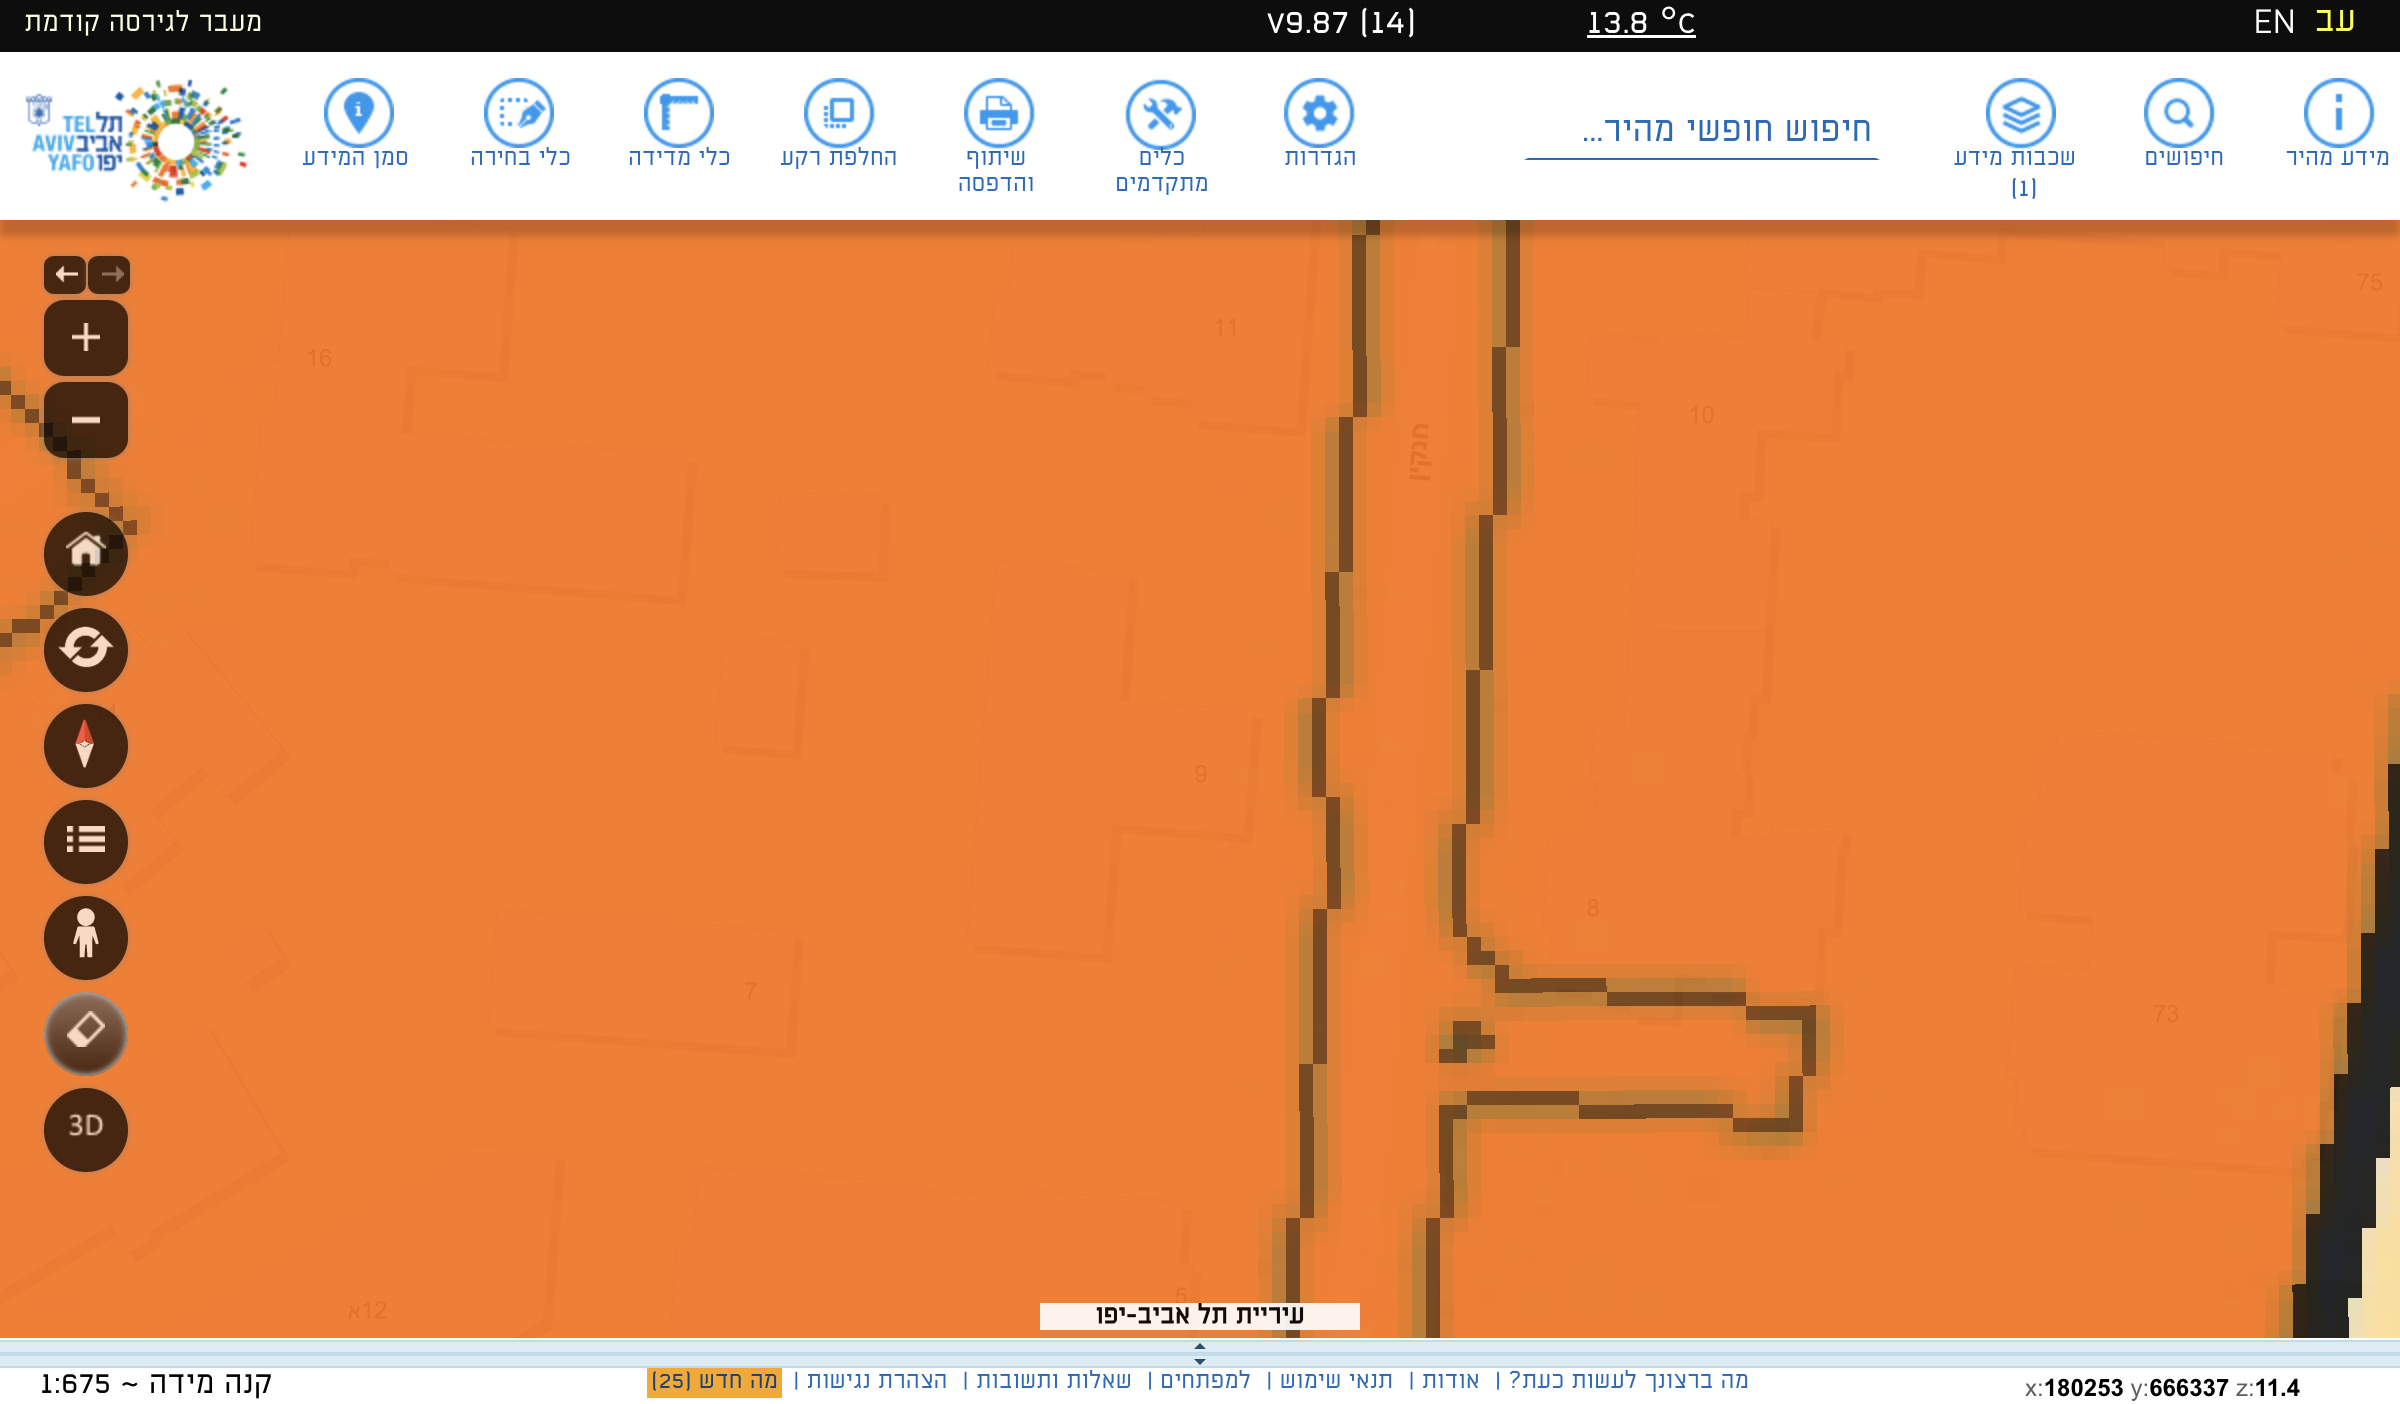 עב EN
13.8 °C
V9.87 (14)
מעבר לגירסה קודמת
מידע מהיר
חיפושים
שכבות מידע
(1)
חיפוש חופשי מהיר...
הגדרות
כלים
מתקדמים
שיתוף
והדפסה
החלפת רקע
כלי מדידה
כלי בחירה
סמן המידע
תל TEL
אביב AVIV
יפו YAFO
75
11
16
10
חנקין
9
8
7
73
3D
5
12א
עיריית תל אביב-יפו
מה ברצונך לעשות כעת? | אודות | תנאי שימוש | למפתחים | שאלות ותשובות | הצהרת נגישות | מה חדש (25)
קנה מידה ~ 1:675
x:180253 y:666337 z:11.4